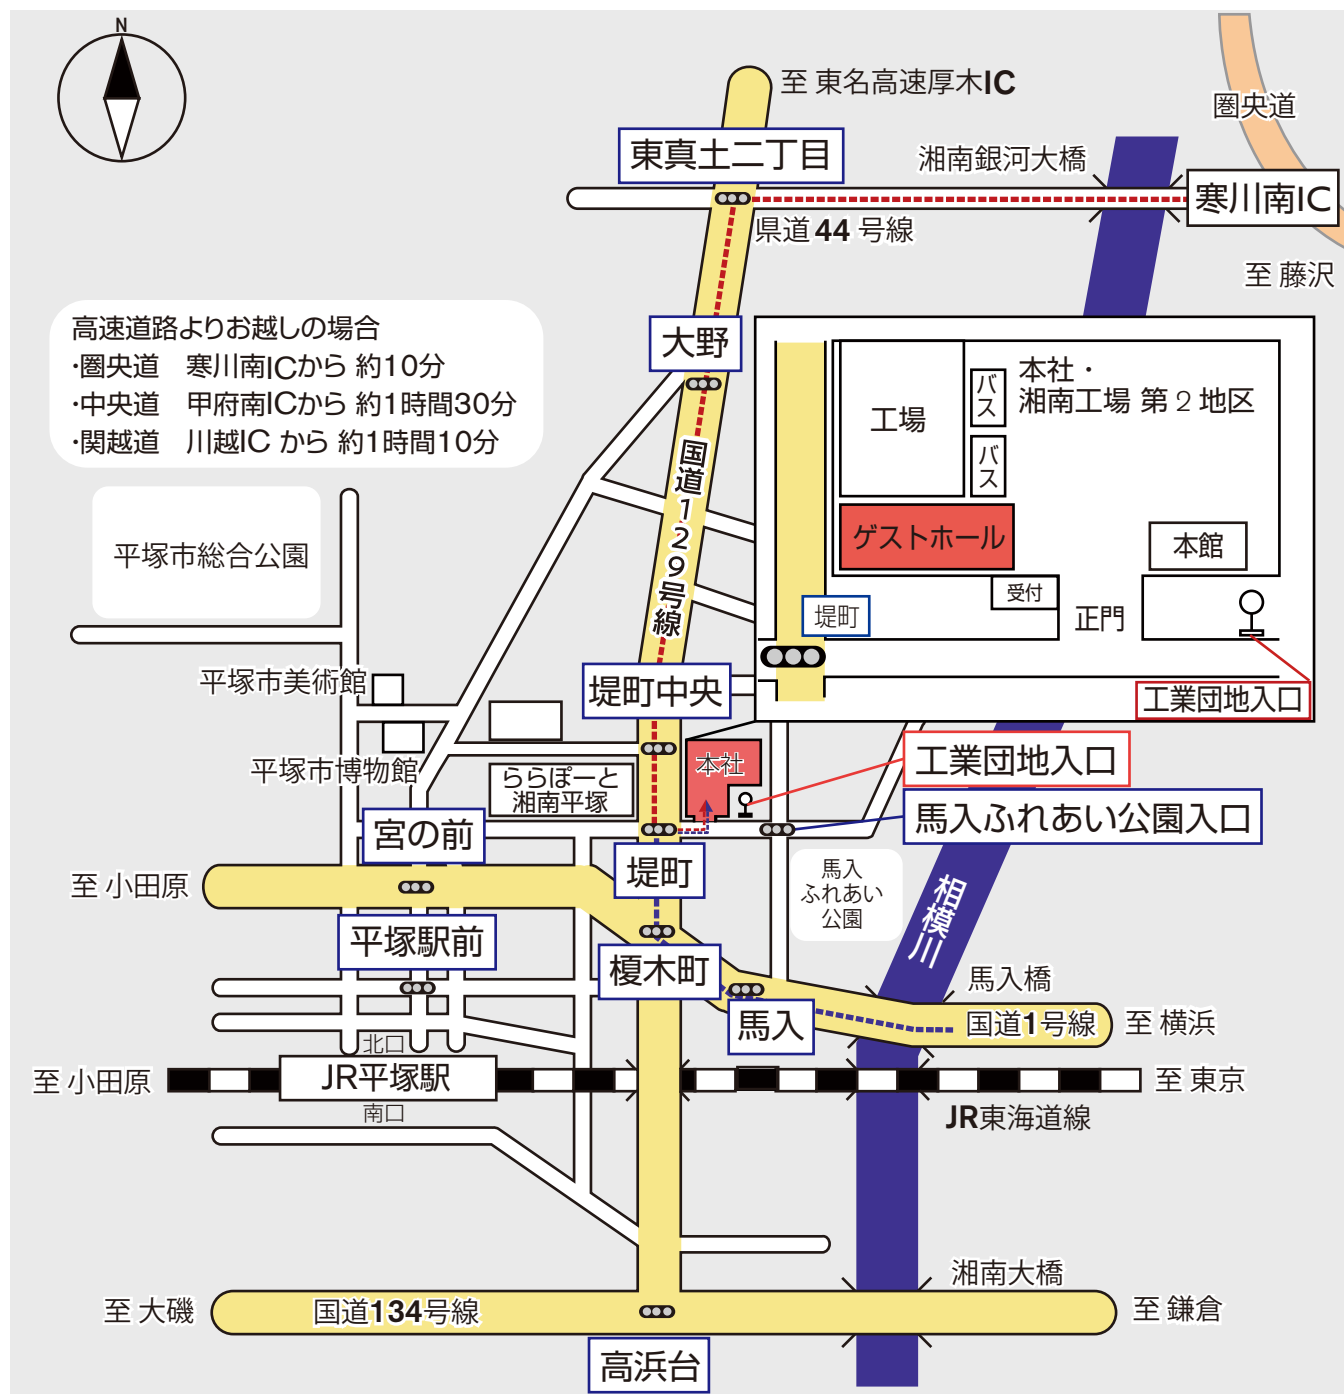 N
至 東名高速厚木IC
圏央道
東真土二丁目
湘南銀河大橋
寒川南IC
県道44号線
至 藤沢
高速道路よりお越しの場合
・圏央道　寒川南ICから 約10分
・中央道　甲府南ICから 約1時間30分
・関越道　川越IC から 約1時間10分
大野
工場
バス
バス
本社・
湘南工場 第２地区
国道129号線
ゲストホール
本館
受付
正門
堤町
工業団地入口
平塚市総合公園
平塚市美術館
堤町中央
平塚市博物館
ららぽーと
湘南平塚
本社
工業団地入口
馬入ふれあい公園入口
宮の前
堤町
馬入
ふれあい
公園
至 小田原
相模川
平塚駅前
榎木町
馬入橋
馬入
国道1号線
至 横浜
北口
至 小田原
JR平塚駅
至 東京
南口
JR東海道線
湘南大橋
至 大磯
国道134号線
至 鎌倉
高浜台